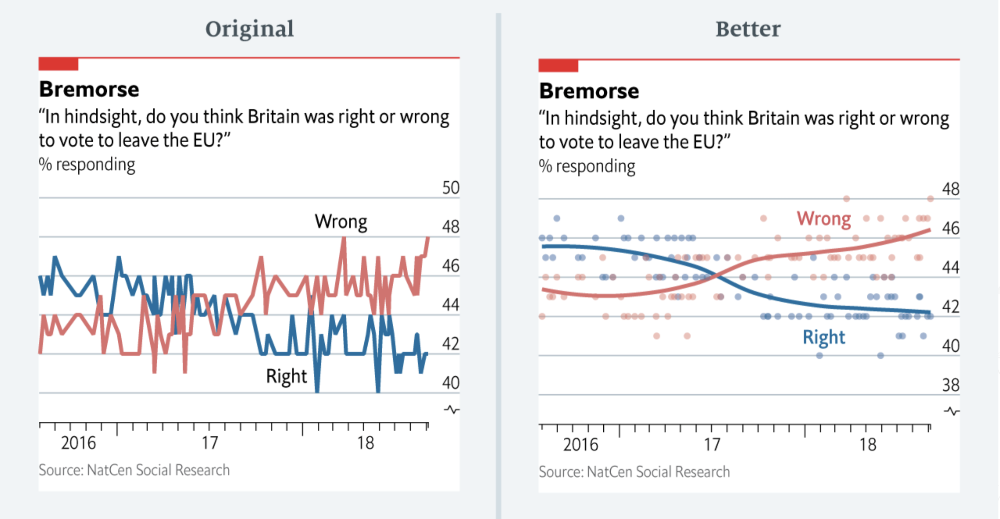 Original
Bremorse
“In hindsight, do you think Britain was right or wrong
to vote to leave the EU?”
% responding
50
Wrong
48
46
44
42
Right
40
2016 17 18
Source: NatCen Social Research
Better
Bremorse
“In hindsight, do you think Britain was right or wrong
to vote to leave the EU?”
% responding
48
Wrong
46
44
42
Right
40
38
2016 17 18
Source: NatCen Social Research